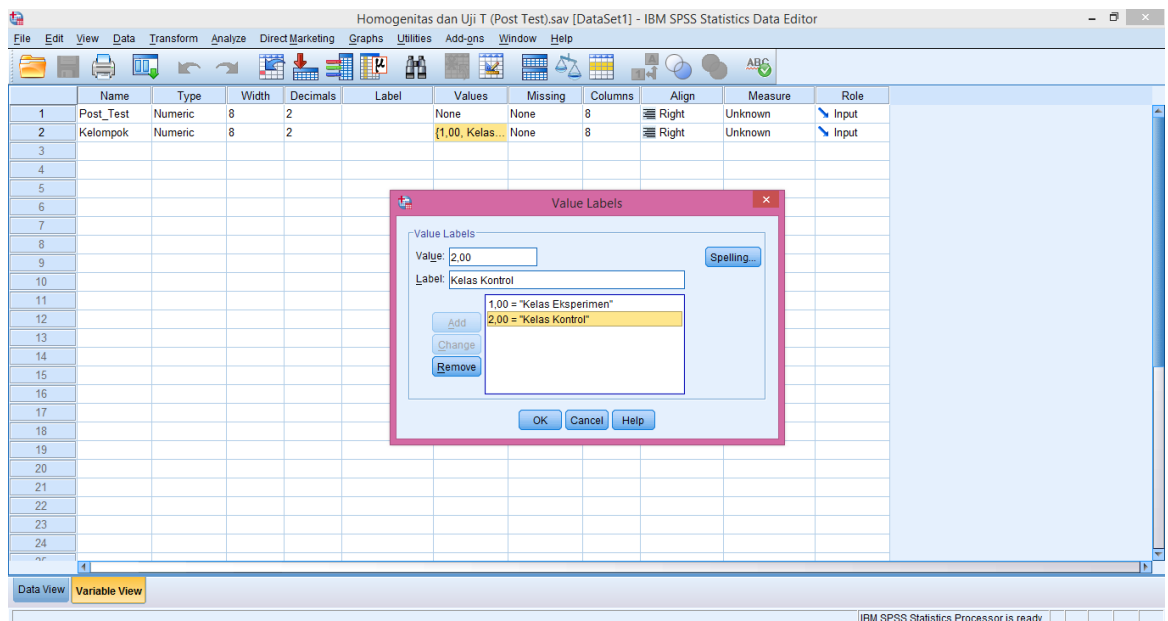 Homogenitas dan Uji T (Post Test).sav [DataSet1] - IBM SPSS Statistics Data Editor
File Edit View Data Transform Analyze Direct Marketing Graphs Utilities Add-ons Window Help
Name Type Width Decimals Label Values Missing Columns Align Measure Role
1 Post_Test Numeric 8 2 None None 8 Right Unknown Input
2 Kelompok Numeric 8 2 {1,00, Kelas... None 8 Right Unknown Input
3
4
5
6
7
8
9
10
11
12
13
14
15
16
17
18
19
20
21
22
23
24
Value Labels
Value Labels
Value: 2,00
Spelling...
Label: Kelas Kontrol
1,00 = "Kelas Eksperimen"
2,00 = "Kelas Kontrol"
Add
Change
Remove
OK Cancel Help
Data View Variable View
IBM SPSS Statistics Processor is ready